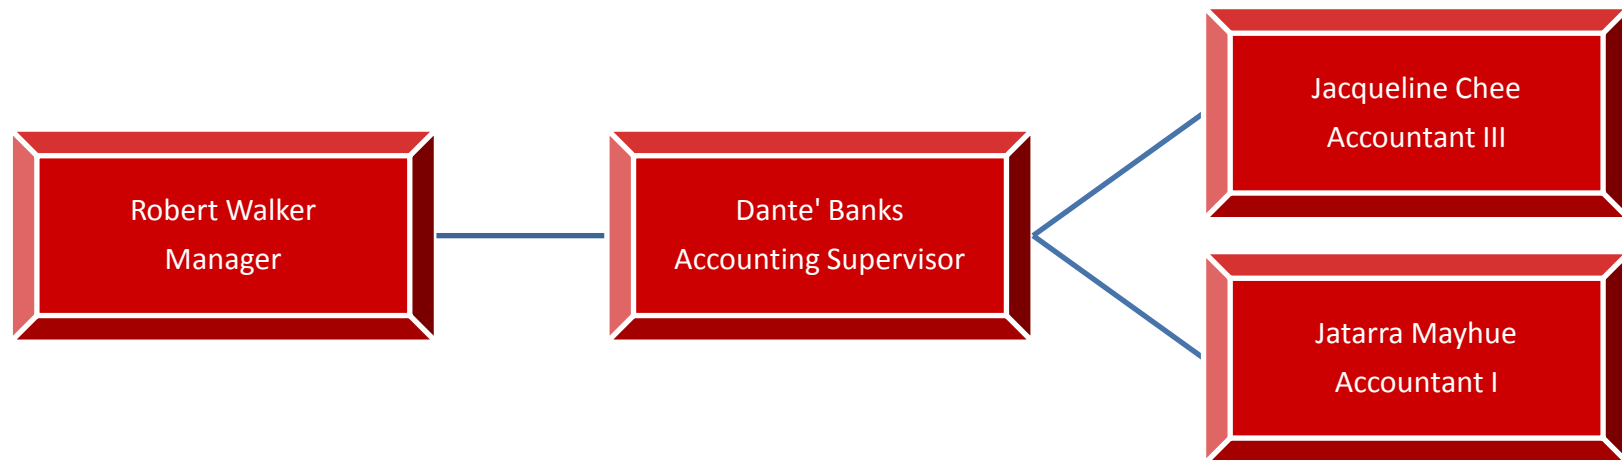 Robert Walker
Manager
Dante' Banks
Accounting Supervisor
Jacqueline Chee
Accountant III
Jatarra Mayhue
Accountant I